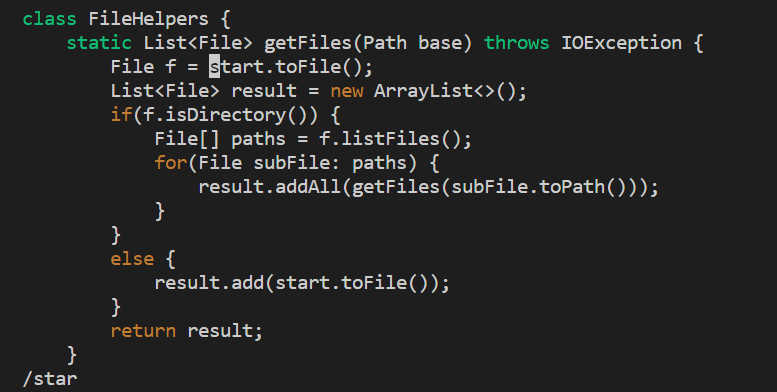 class FileHelpers {
    static List<File> getFiles(Path base) throws IOException {
        File f = start.toFile();
        List<File> result = new ArrayList<>();
        if(f.isDirectory()) {
            File[] paths = f.listFiles();
            for(File subFile: paths) {
                result.addAll(getFiles(subFile.toPath()));
            }
        }
        else {
            result.add(start.toFile());
        }
        return result;
    }
/star